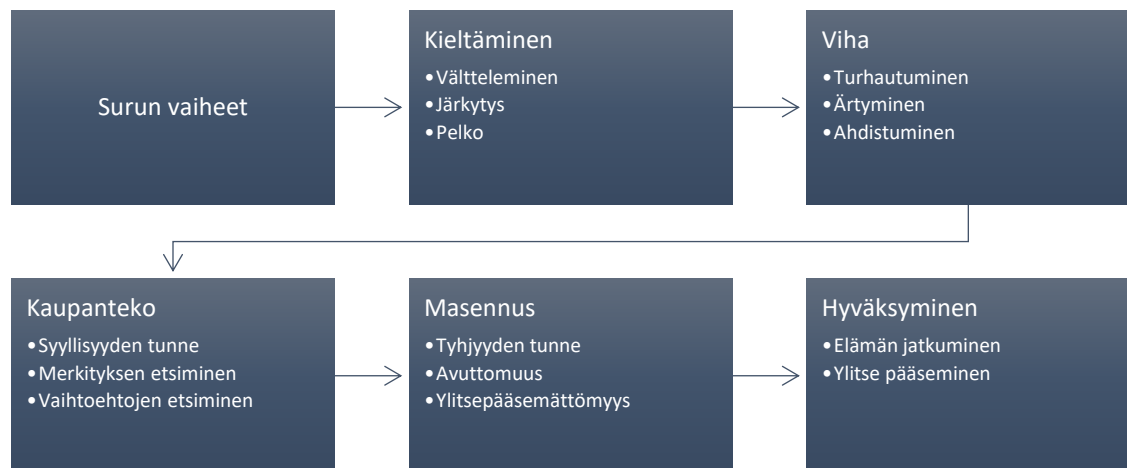 Surun vaiheet
Kieltäminen
•Vältteleminen
•Järkytys
•Pelko
Viha
•Turhautuminen
•Ärtyminen
•Ahdistuminen
Kaupanteko
•Syyllisyyden tunne
•Merkityksen etsiminen
•Vaihtoehtojen etsiminen
Masennus
•Tyhjyyden tunne
•Avuttomuus
•Ylitsepääsemättömyys
Hyväksyminen
•Elämän jatkuminen
•Ylitse pääseminen